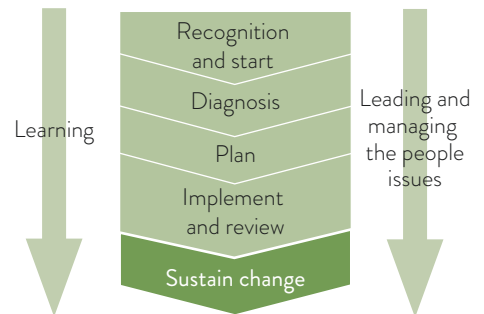 Recognition
and start
Diagnosis
Plan
Implement
and review
Sustain change
Learning
Leading and
managing
the people
issues